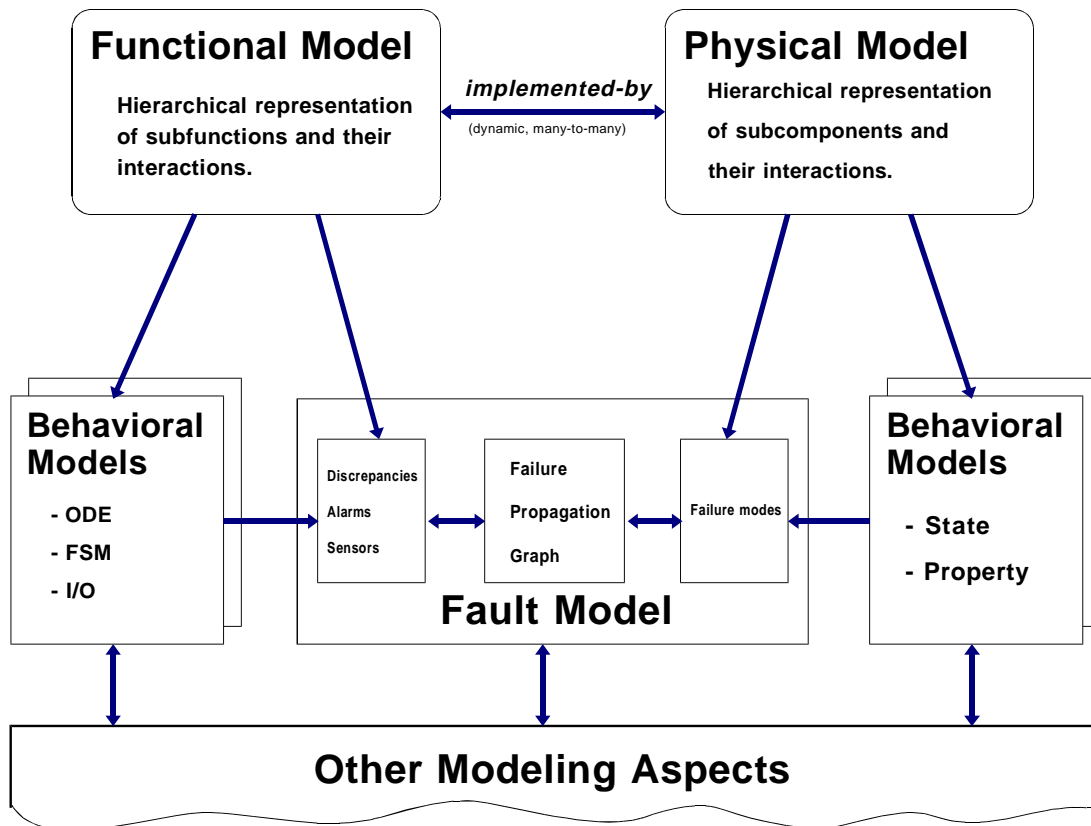 Functional Model
Hierarchical representation
of subfunctions and their
interactions.
implemented-by
(dynamic, many-to-many)
Physical Model
Hierarchical representation
of subcomponents and
their interactions.
Behavioral
Models
- ODE
- FSM
- I/O
Discrepancies
Alarms
Sensors
Failure
Propagation
Graph
Failure modes
Fault Model
Behavioral
Models
- State
- Property
Other Modeling Aspects